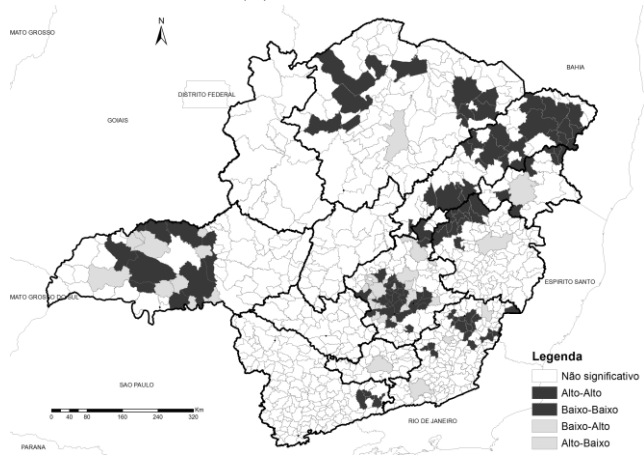 MATO GROSSO
N
BAHIA
DISTRITO FEDERAL
GOIAIS
ESPIRITO SANTO
MATO GROSSO DO SUL
Legenda
Não significativo
Alto-Alto
Baixo-Baixo
Baixo-Alto
Alto-Baixo
SAO PAULO
Km
0 40 80 160 240 320
RIO DE JANEIRO
PARANA